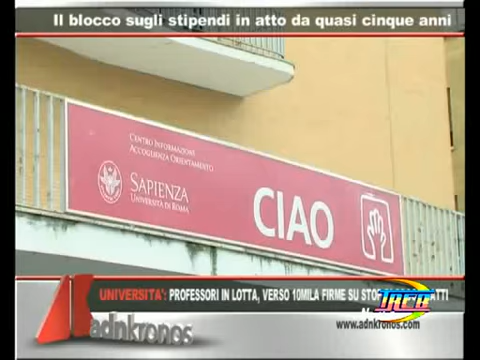 Il blocco sugli stipendi in atto da quasi cinque anni
CENTRO INFORMAZIONI
ACCOGLIENZA ORIENTAMENTO
SAPIENZA
UNIVERSITÀ DI ROMA
CIAO
UNIVERSITA': PROFESSORI IN LOTTA, VERSO 10MILA FIRME SU
adnkronos
www.adnkronos.com